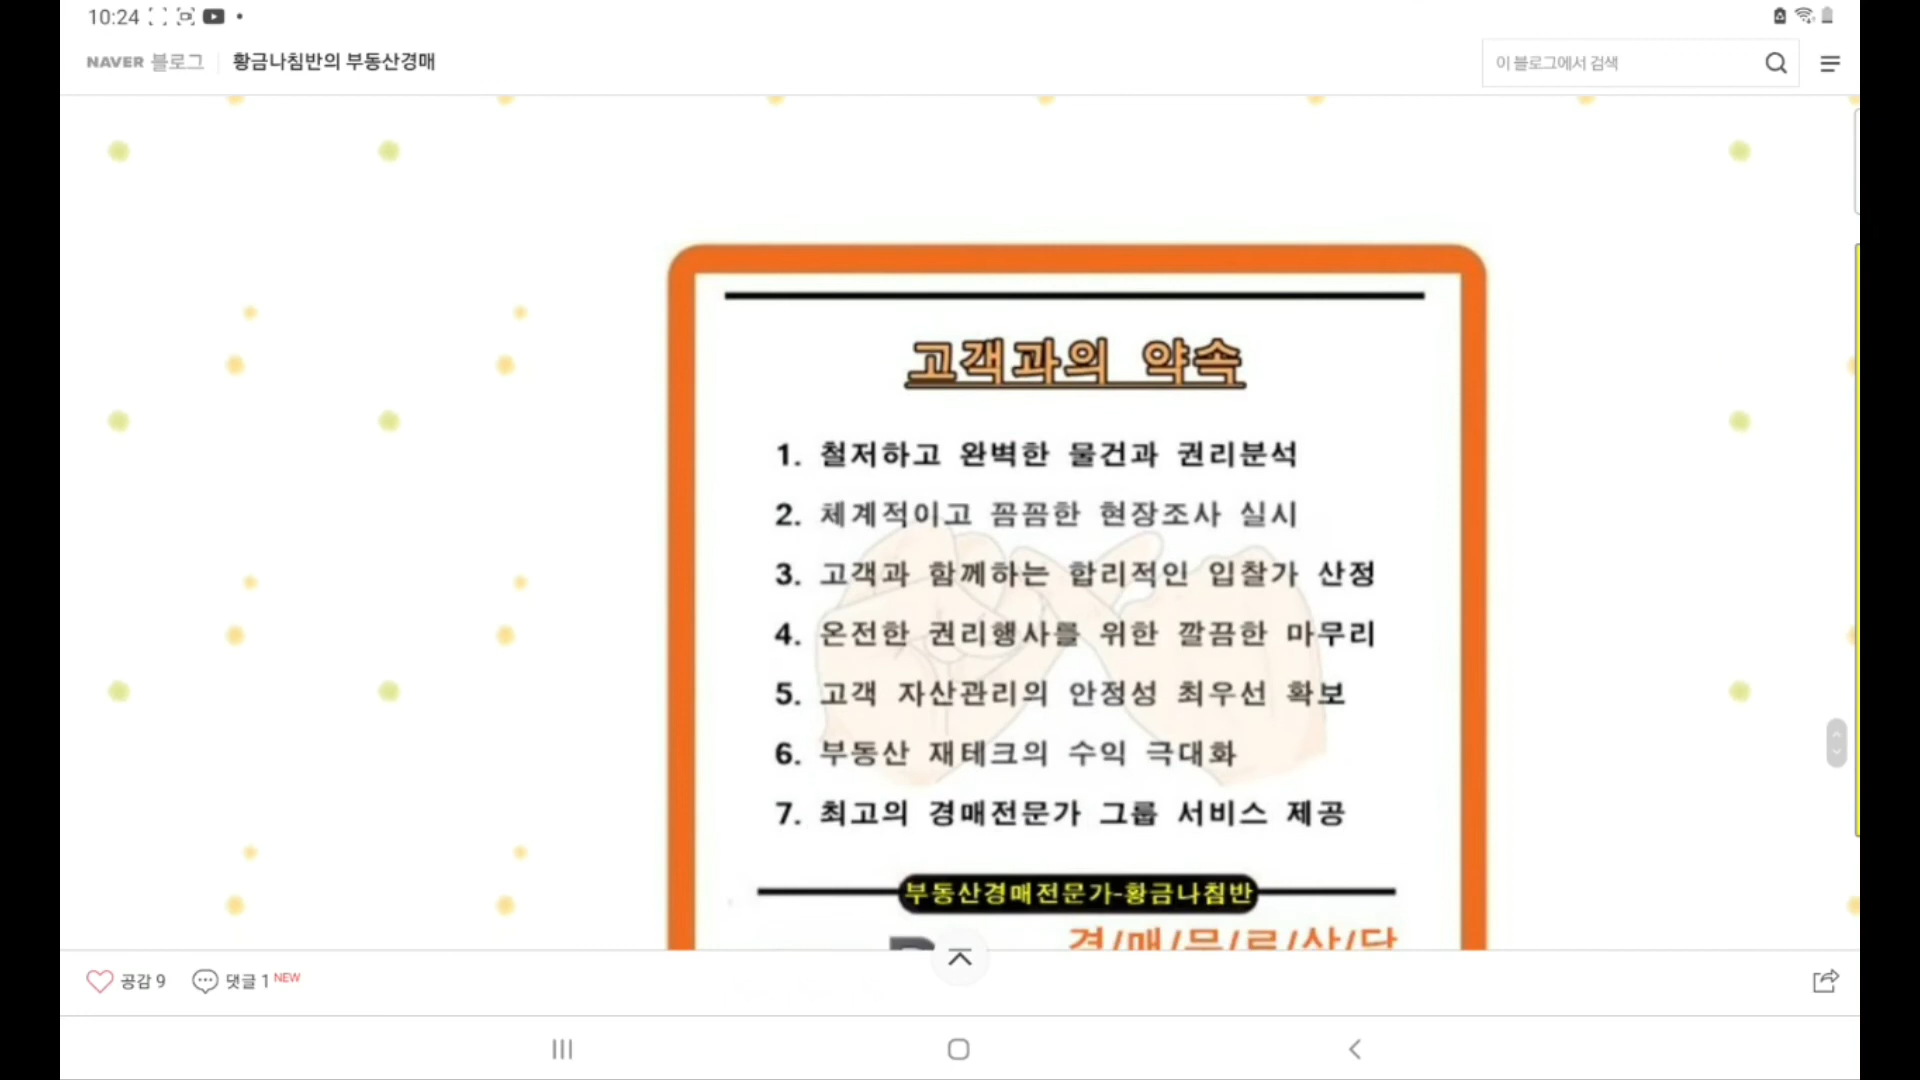 10:24
NAVER 블로그 황금나침반의 부동산경매
이 블로그에서 검색
고객과의 약속
1. 철저하고 완벽한 물건과 권리분석
2. 체계적이고 꼼꼼한 현장조사 실시
3. 고객과 함께하는 합리적인 입찰가 산정
4. 온전한 권리행사를 위한 깔끔한 마무리
5. 고객 자산관리의 안정성 최우선 확보
6. 부동산 재테크의 수익 극대화
7. 최고의 경매전문가 그룹 서비스 제공
부동산경매전문가-황금나침반
경/매/무/료/상/담
공감 9 댓글 1 NEW